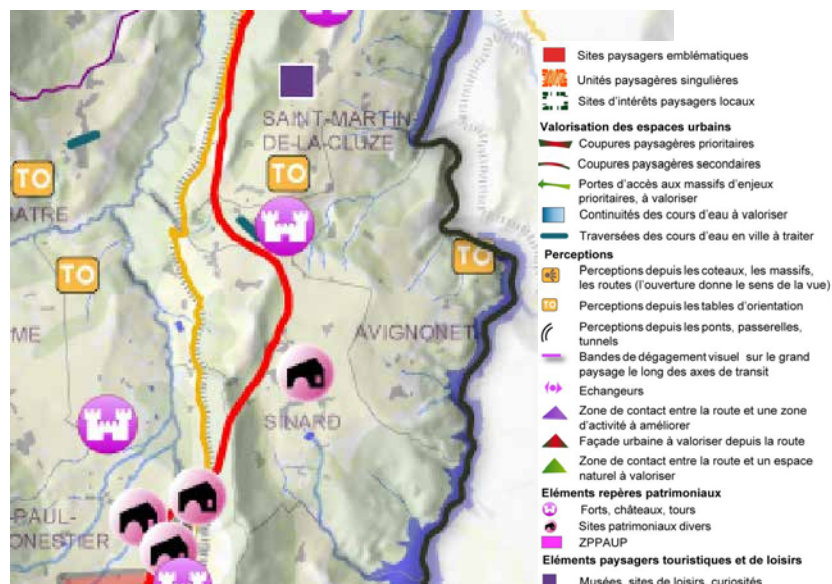 SAINT-MARTIN-
DE-LA-CLUZE
TO
TO
ATRE
TO
TO
ME
AVIGNONET
SINARD
-PAUL-
ONESTIER
Sites paysagers emblématiques
Unités paysagères singulières
Sites d'intérêts paysagers locaux
Valorisation des espaces urbains
Coupures paysagères prioritaires
Coupures paysagères secondaires
Portes d'accès aux massifs d'enjeux
prioritaires, à valoriser
Continuités des cours d'eau à valoriser
Traversées des cours d'eau en ville à traiter
Perceptions
Perceptions depuis les coteaux, les massifs,
les routes (l'ouverture donne le sens de la vue)
TO Perceptions depuis les tables d'orientation
Perceptions depuis les ponts, passerelles,
tunnels
Bandes de dégagement visuel sur le grand
paysage le long des axes de transit
Echangeurs
Zone de contact entre la route et une zone
d'activité à améliorer
Façade urbaine à valoriser depuis la route
Zone de contact entre la route et un espace
naturel à valoriser
Eléments repères patrimoniaux
Forts, châteaux, tours
Sites patrimoniaux divers
ZPPAUP
Eléments paysagers touristiques et de loisirs
Musées, sites de loisirs, curiosités